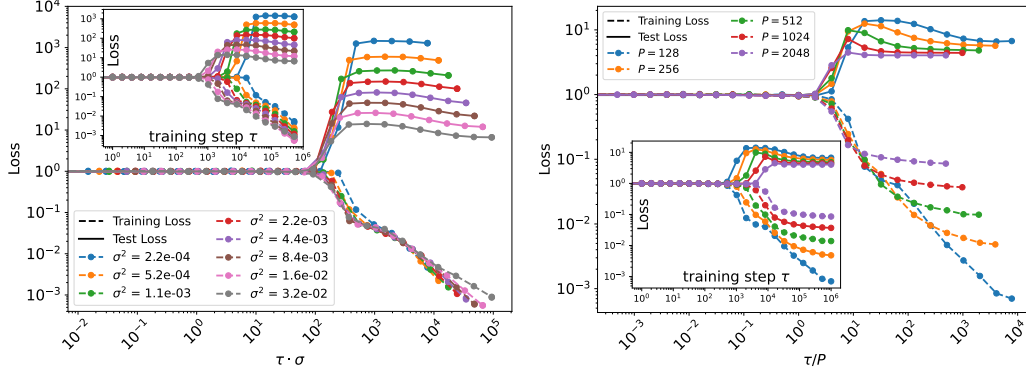 10^4
10^3
10^2
10^1
10^0
10^−1
10^−2
10^−3
Loss
10^−2 10^−1 10^0 10^1 10^2 10^3 10^4 10^5
τ · σ
10^3
10^2
10^1
10^0
10^−1
10^−2
10^−3
Loss
training step τ
10^0 10^1 10^2 10^3 10^4 10^5 10^6
Training Loss
Test Loss
σ² = 2.2e-04
σ² = 5.2e-04
σ² = 1.1e-03
σ² = 2.2e-03
σ² = 4.4e-03
σ² = 8.4e-03
σ² = 1.6e-02
σ² = 3.2e-02
10^1
10^0
10^−1
10^−2
10^−3
Loss
10^−3 10^−2 10^−1 10^0 10^1 10^2 10^3 10^4
τ/P
Training Loss
Test Loss
P = 128
P = 256
P = 512
P = 1024
P = 2048
10^1
10^0
10^−1
10^−2
10^−3
Loss
training step τ
10^0 10^1 10^2 10^3 10^4 10^5 10^6